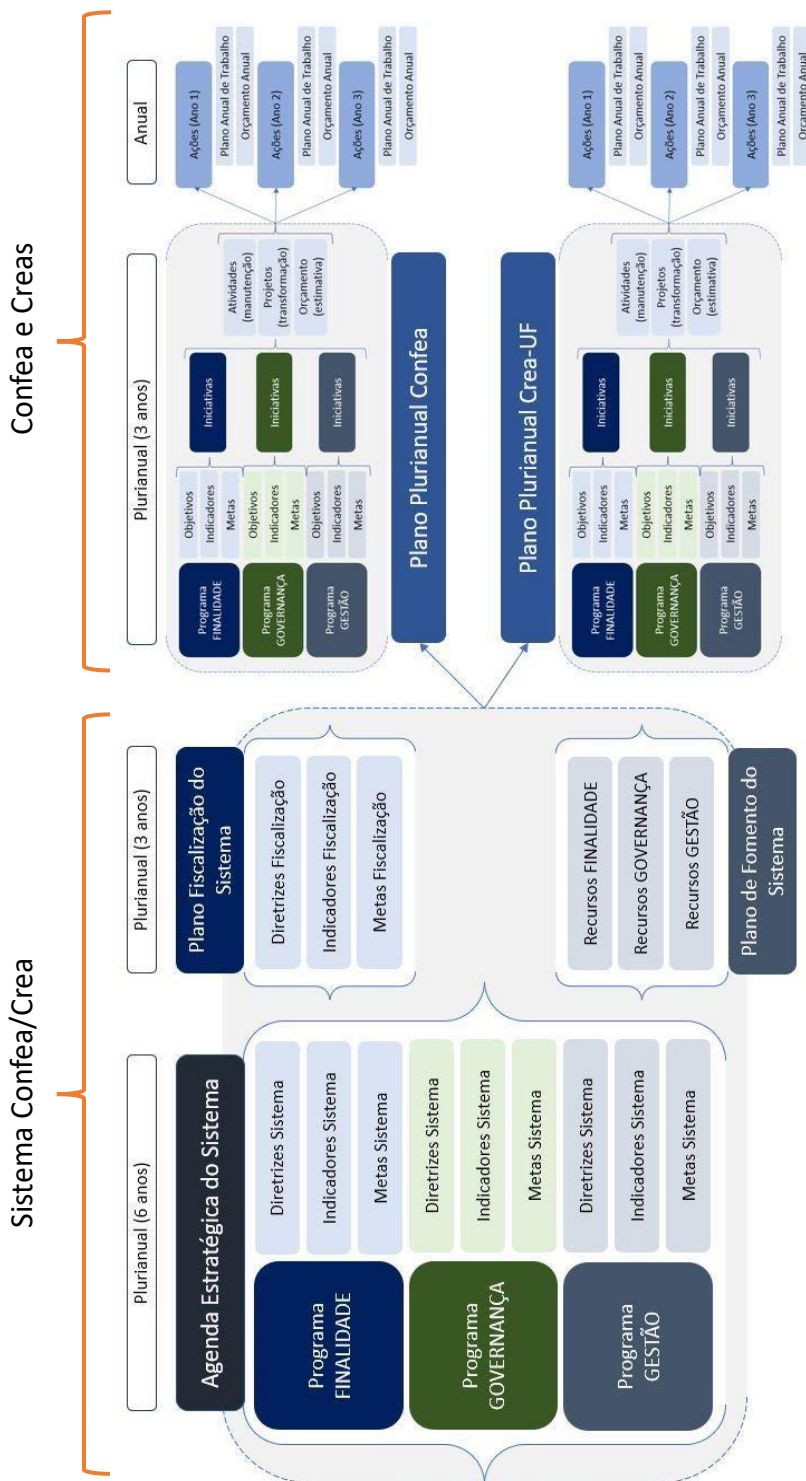 Sistema Confea/Crea
Plurianual (6 anos)
Agenda Estratégica do Sistema
Programa
FINALIDADE
Diretrizes Sistema
Indicadores Sistema
Metas Sistema
Programa
GOVERNANÇA
Diretrizes Sistema
Indicadores Sistema
Metas Sistema
Programa
GESTÃO
Diretrizes Sistema
Indicadores Sistema
Metas Sistema
Plurianual (3 anos)
Plano Fiscalização do
Sistema
Diretrizes Fiscalização
Indicadores Fiscalização
Metas Fiscalização
Recursos FINALIDADE
Recursos GOVERNANÇA
Recursos GESTÃO
Plano de Fomento do
Sistema
Confea e Creas
Plurianual (3 anos)
Programa
FINALIDADE
Objetivos
Indicadores
Metas
Iniciativas
Programa
GOVERNANÇA
Objetivos
Indicadores
Metas
Iniciativas
Programa
GESTÃO
Objetivos
Indicadores
Metas
Iniciativas
Atividades
(manutenção)
Projetos
(transformação)
Orçamento
(estimativa)
Plano Plurianual Confea
Anual
Ações (Ano 1)
Plano Anual de Trabalho
Orçamento Anual
Ações (Ano 2)
Plano Anual de Trabalho
Orçamento Anual
Ações (Ano 3)
Plano Anual de Trabalho
Orçamento Anual
Plano Plurianual Crea-UF
Programa
FINALIDADE
Objetivos
Indicadores
Metas
Iniciativas
Programa
GOVERNANÇA
Objetivos
Indicadores
Metas
Iniciativas
Programa
GESTÃO
Objetivos
Indicadores
Metas
Iniciativas
Atividades
(manutenção)
Projetos
(transformação)
Orçamento
(estimativa)
Ações (Ano 1)
Plano Anual de Trabalho
Orçamento Anual
Ações (Ano 2)
Plano Anual de Trabalho
Orçamento Anual
Ações (Ano 3)
Plano Anual de Trabalho
Orçamento Anual